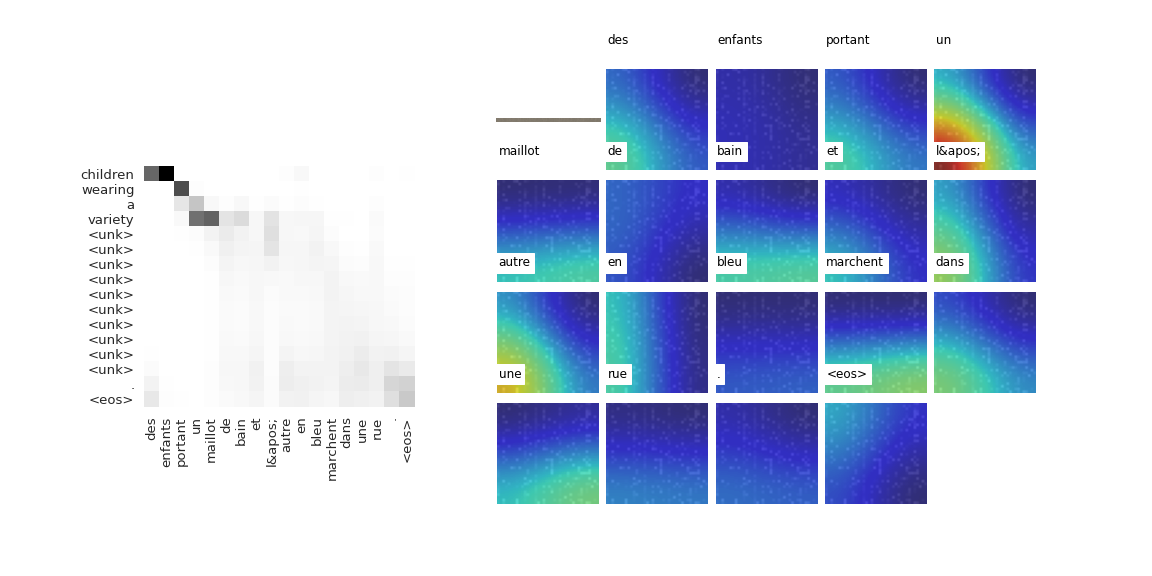 children
wearing
a
variety
<unk>
<unk>
<unk>
<unk>
<unk>
<unk>
<unk>
<unk>
<unk>
<unk>
.
<eos>
des
enfants
portant
un
maillot
de
bain
et
l&apos;
autre
en
bleu
marchent
dans
une
rue
.
<eos>
des enfants portant un
maillot de bain et l&apos;
autre en bleu marchent dans
une rue . <eos>